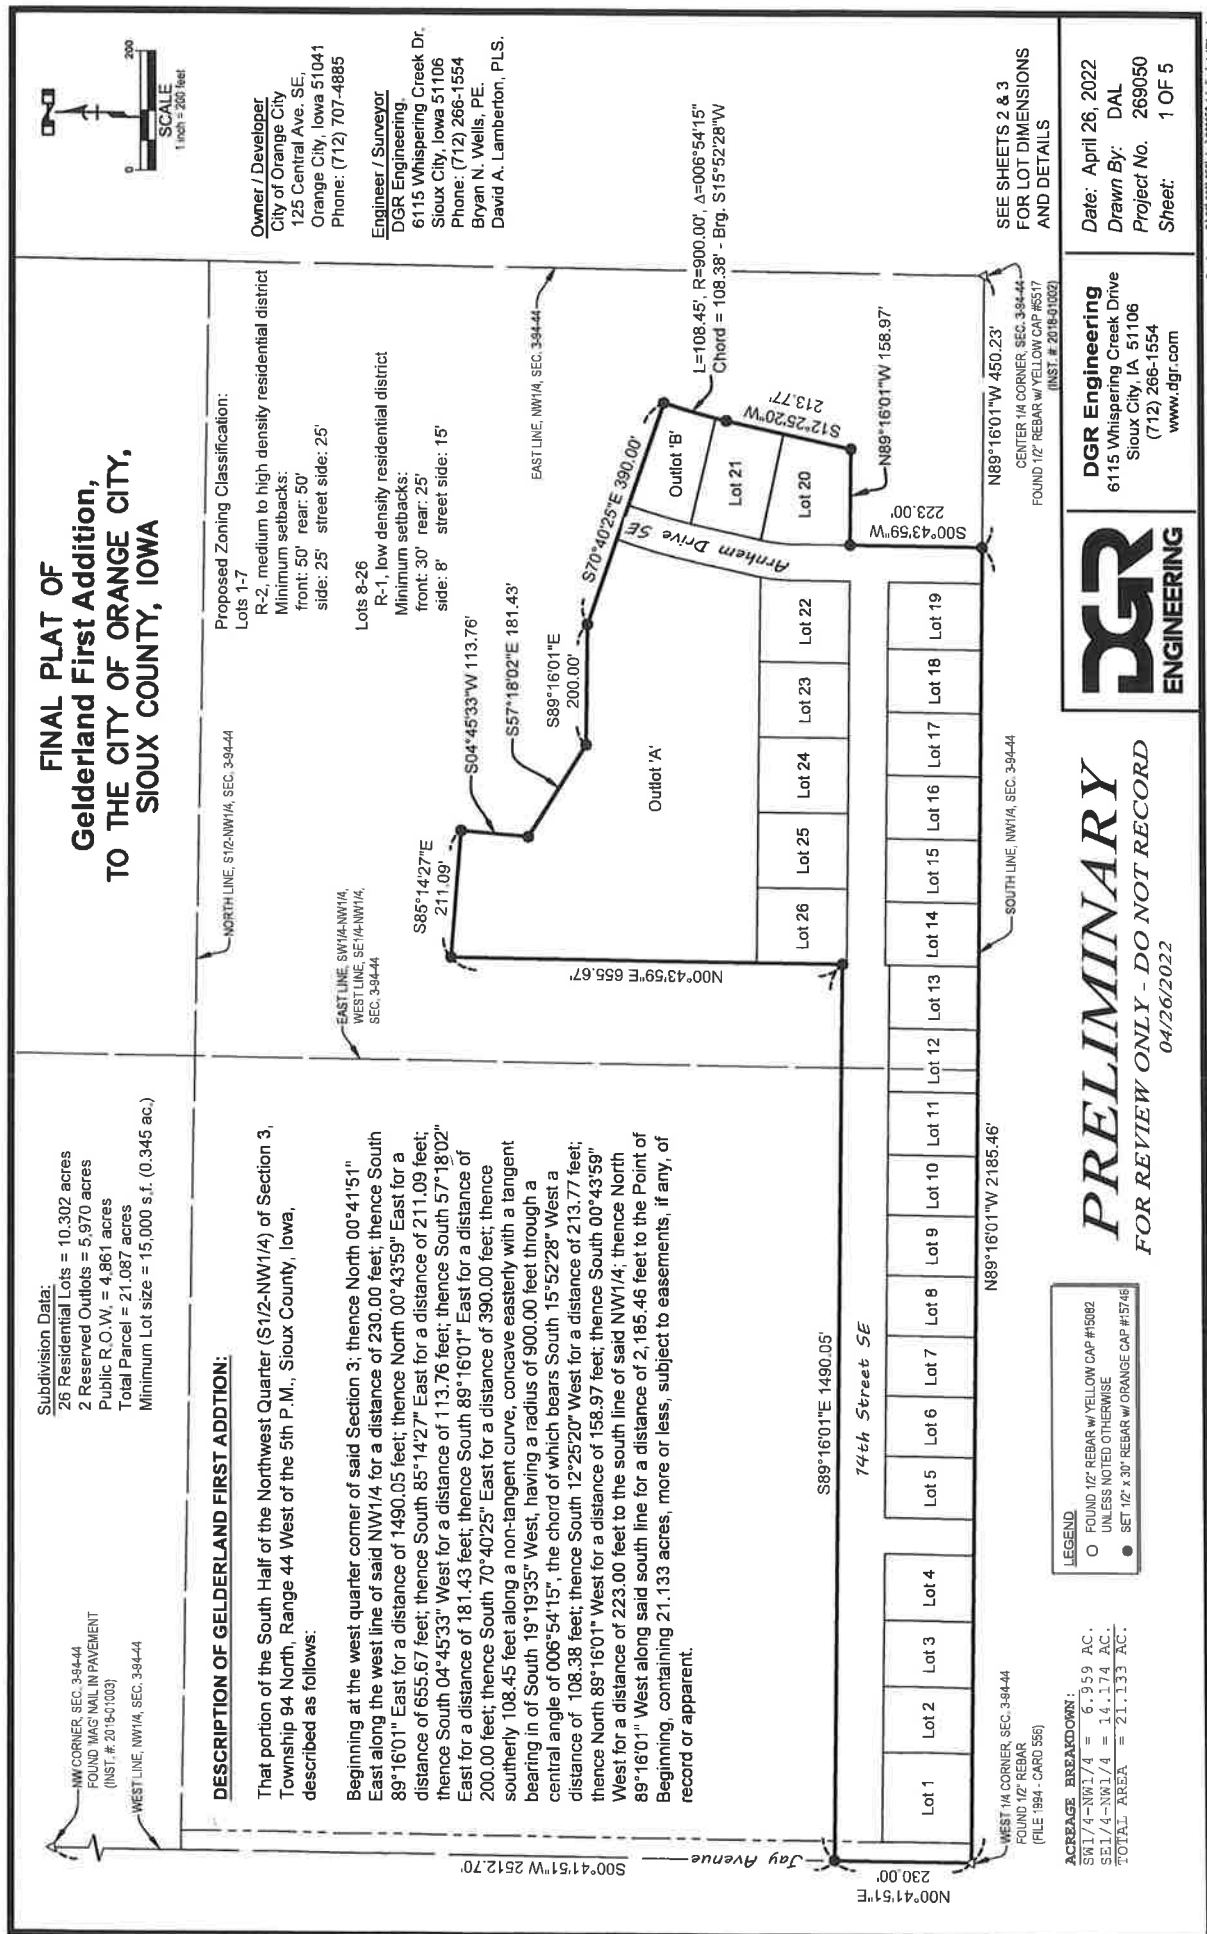 FINAL PLAT OF
Gelderland First Addition,
TO THE CITY OF ORANGE CITY,
SIOUX COUNTY, IOWA
N
0
200
SCALE
1 inch = 200 feet
Subdivision Data:
26 Residential Lots = 10.302 acres
2 Reserved Outlots = 5.970 acres
Public R.O.W. = 4.861 acres
Total Parcel = 21.087 acres
Minimum Lot size = 15,000 s.f. (0.345 ac.)
Owner / Developer
City of Orange City
125 Central Ave. SE,
Orange City, Iowa 51041
Phone: (712) 707-4885
Engineer / Surveyor
DGR Engineering.
6115 Whispering Creek Dr.
Sioux City, Iowa 51106
Phone: (712) 266-1554
Bryan N. Wells, PE.
David A. Lamberton, PLS.
NW CORNER, SEC. 3-94-44
FOUND 'MAG' NAIL IN PAVEMENT
(INST. #: 2018-01003)
WEST LINE, NW1/4, SEC. 3-94-44
NORTH LINE, S1/2-NW1/4, SEC. 3-94-44
Proposed Zoning Classification:
Lots 1-7
R-2, medium to high density residential district
Minimum setbacks:
front: 50' rear: 50'
side: 25' street side: 25'
Lots 8-26
R-1, low density residential district
Minimum setbacks:
front: 30' rear: 25'
side: 8' street side: 15'
DESCRIPTION OF GELDERLAND FIRST ADDTION:
That portion of the South Half of the Northwest Quarter (S1/2-NW1/4) of Section 3,
Township 94 North, Range 44 West of the 5th P.M., Sioux County, Iowa,
described as follows:
Beginning at the west quarter corner of said Section 3; thence North 00°41'51"
East along the west line of said NW1/4 for a distance of 230.00 feet; thence South
89°16'01" East for a distance of 1490.05 feet; thence North 00°43'59" East for a
distance of 655.67 feet; thence South 85°14'27" East for a distance of 211.09 feet;
thence South 04°45'33" West for a distance of 113.76 feet; thence South 57°18'02"
East for a distance of 181.43 feet; thence South 89°16'01" East for a distance of
200.00 feet; thence South 70°40'25" East for a distance of 390.00 feet; thence
southerly 108.45 feet along a non-tangent curve, concave easterly with a tangent
bearing in of South 19°19'35" West, having a radius of 900.00 feet through a
central angle of 006°54'15", the chord of which bears South 15°52'28" West a
distance of 108.38 feet; thence South 12°25'20" West for a distance of 213.77 feet;
thence North 89°16'01" West for a distance of 158.97 feet; thence South 00°43'59"
West for a distance of 223.00 feet to the south line of said NW1/4; thence North
89°16'01" West along said south line for a distance of 2,185.46 feet to the Point of
Beginning, containing 21.133 acres, more or less, subject to easements, if any, of
record or apparent.
EAST LINE, SW1/4-NW1/4,
WEST LINE, SE1/4-NW1/4,
SEC. 3-94-44
EAST LINE, NW1/4, SEC. 3-94-44
S85°14'27"E
211.09'
S04°45'33"W 113.76'
S57°18'02"E 181.43'
S89°16'01"E
200.00'
S70°40'25"E 390.00'
L=108.45', R=900.00', Δ=006°54'15"
Chord = 108.38' - Brg. S15°52'28"W
S12°25'20"W
213.77'
N89°16'01"W 158.97'
S00°43'59"W
223.00'
N89°16'01"W 450.23'
N00°43'59"E 655.67'
Outlot 'A'
Outlot 'B'
Lot 21
Lot 20
Arnhem Drive SE
Lot 26
Lot 25
Lot 24
Lot 23
Lot 22
S00°41'51"W 2512.70'
Jay Avenue
S89°16'01"E 1490.05'
74th Street SE
N00°41'51"E
230.00'
Lot 1
Lot 2
Lot 3
Lot 4
Lot 5
Lot 6
Lot 7
Lot 8
Lot 9
Lot 10
Lot 11
Lot 12
Lot 13
Lot 14
Lot 15
Lot 16
Lot 17
Lot 18
Lot 19
N89°16'01"W 2185.46'
SOUTH LINE, NW1/4, SEC. 3-94-44
WEST 1/4 CORNER, SEC. 3-94-44
FOUND 1/2" REBAR
(FILE 1994 - CARD 556)
CENTER 1/4 CORNER, SEC. 3-94-44
FOUND 1/2" REBAR w/ YELLOW CAP #5517
(INST. #: 2018-01002)
SEE SHEETS 2 & 3
FOR LOT DIMENSIONS
AND DETAILS
ACREAGE BREAKDOWN:
SW1/4-NW1/4 = 6.959 AC.
SE1/4-NW1/4 = 14.174 AC.
TOTAL AREA = 21.133 AC.
LEGEND
FOUND 1/2" REBAR w/ YELLOW CAP #15082
UNLESS NOTED OTHERWISE
SET 1/2" x 30" REBAR w/ ORANGE CAP #15746
PRELIMINARY
FOR REVIEW ONLY - DO NOT RECORD
04/26/2022
DGR
ENGINEERING
DGR Engineering
6115 Whispering Creek Drive
Sioux City, IA 51106
(712) 266-1554
www.dgr.com
Date: April 26, 2022
Drawn By: DAL
Project No. 269050
Sheet: 1 OF 5